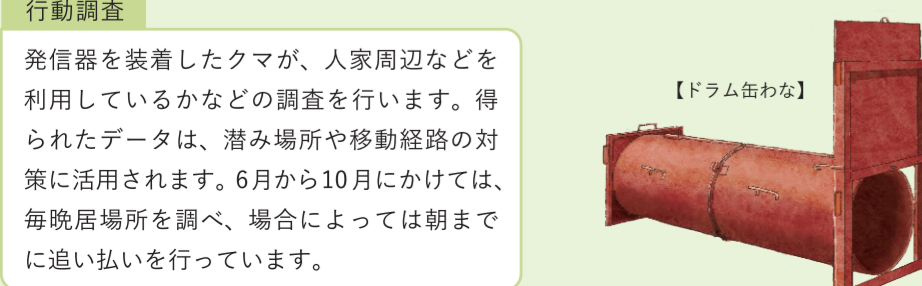 行動調査
発信器を装着したクマが、人家周辺などを
利用しているかなどの調査を行います。得
られたデータは、潜み場所や移動経路の対
策に活用されます。6月から10月にかけては、
毎晩居場所を調べ、場合によっては朝まで
に追い払いを行っています。
【ドラム缶わな】